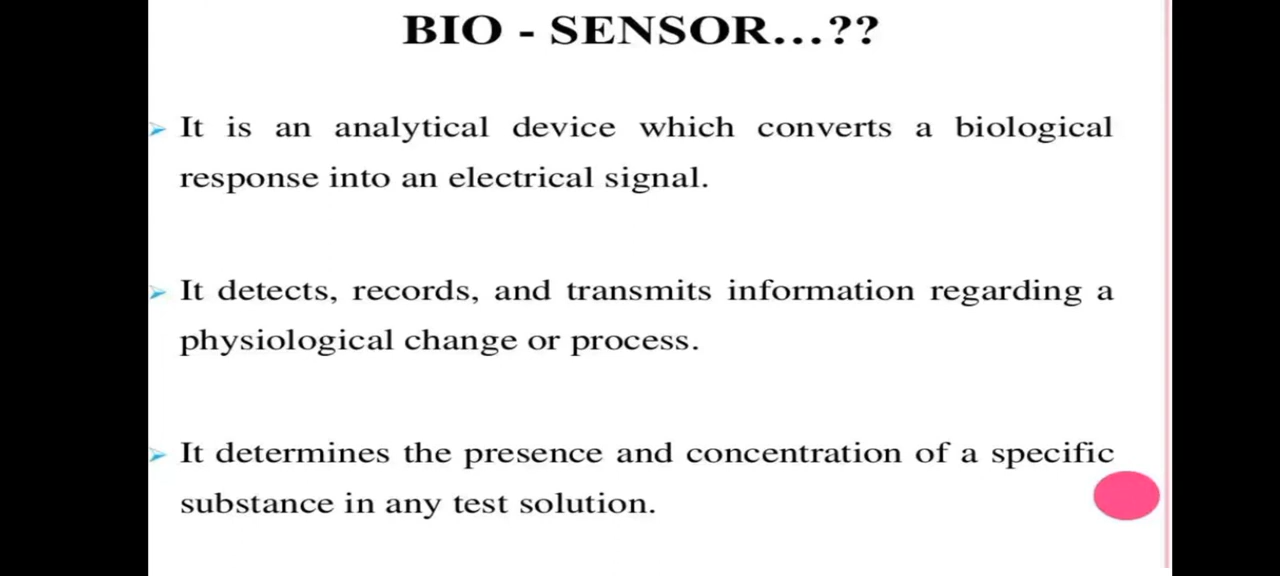 BIO - SENSOR...??
It is an analytical device which converts a biological
response into an electrical signal.
It detects, records, and transmits information regarding a
physiological change or process.
It determines the presence and concentration of a specific
substance in any test solution.